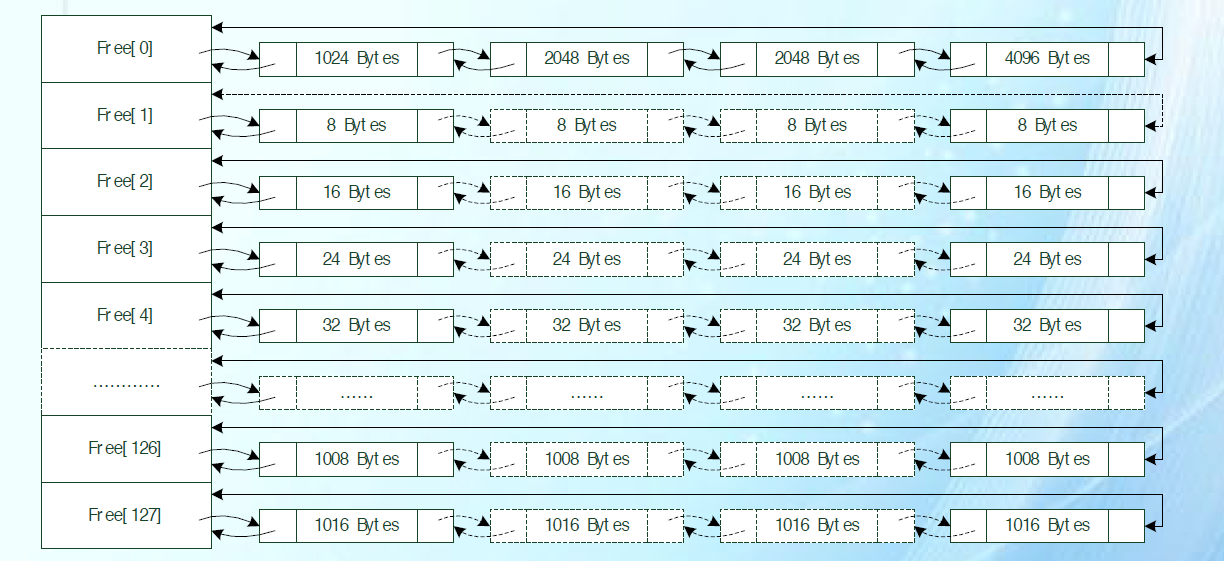 Free[0]
1024 Bytes 2048 Bytes 2048 Bytes 4096 Bytes
Free[1]
8 Bytes 8 Bytes 8 Bytes 8 Bytes
Free[2]
16 Bytes 16 Bytes 16 Bytes 16 Bytes
Free[3]
24 Bytes 24 Bytes 24 Bytes 24 Bytes
Free[4]
32 Bytes 32 Bytes 32 Bytes 32 Bytes
............
...... ...... ...... ......
Free[126]
1008 Bytes 1008 Bytes 1008 Bytes 1008 Bytes
Free[127]
1016 Bytes 1016 Bytes 1016 Bytes 1016 Bytes